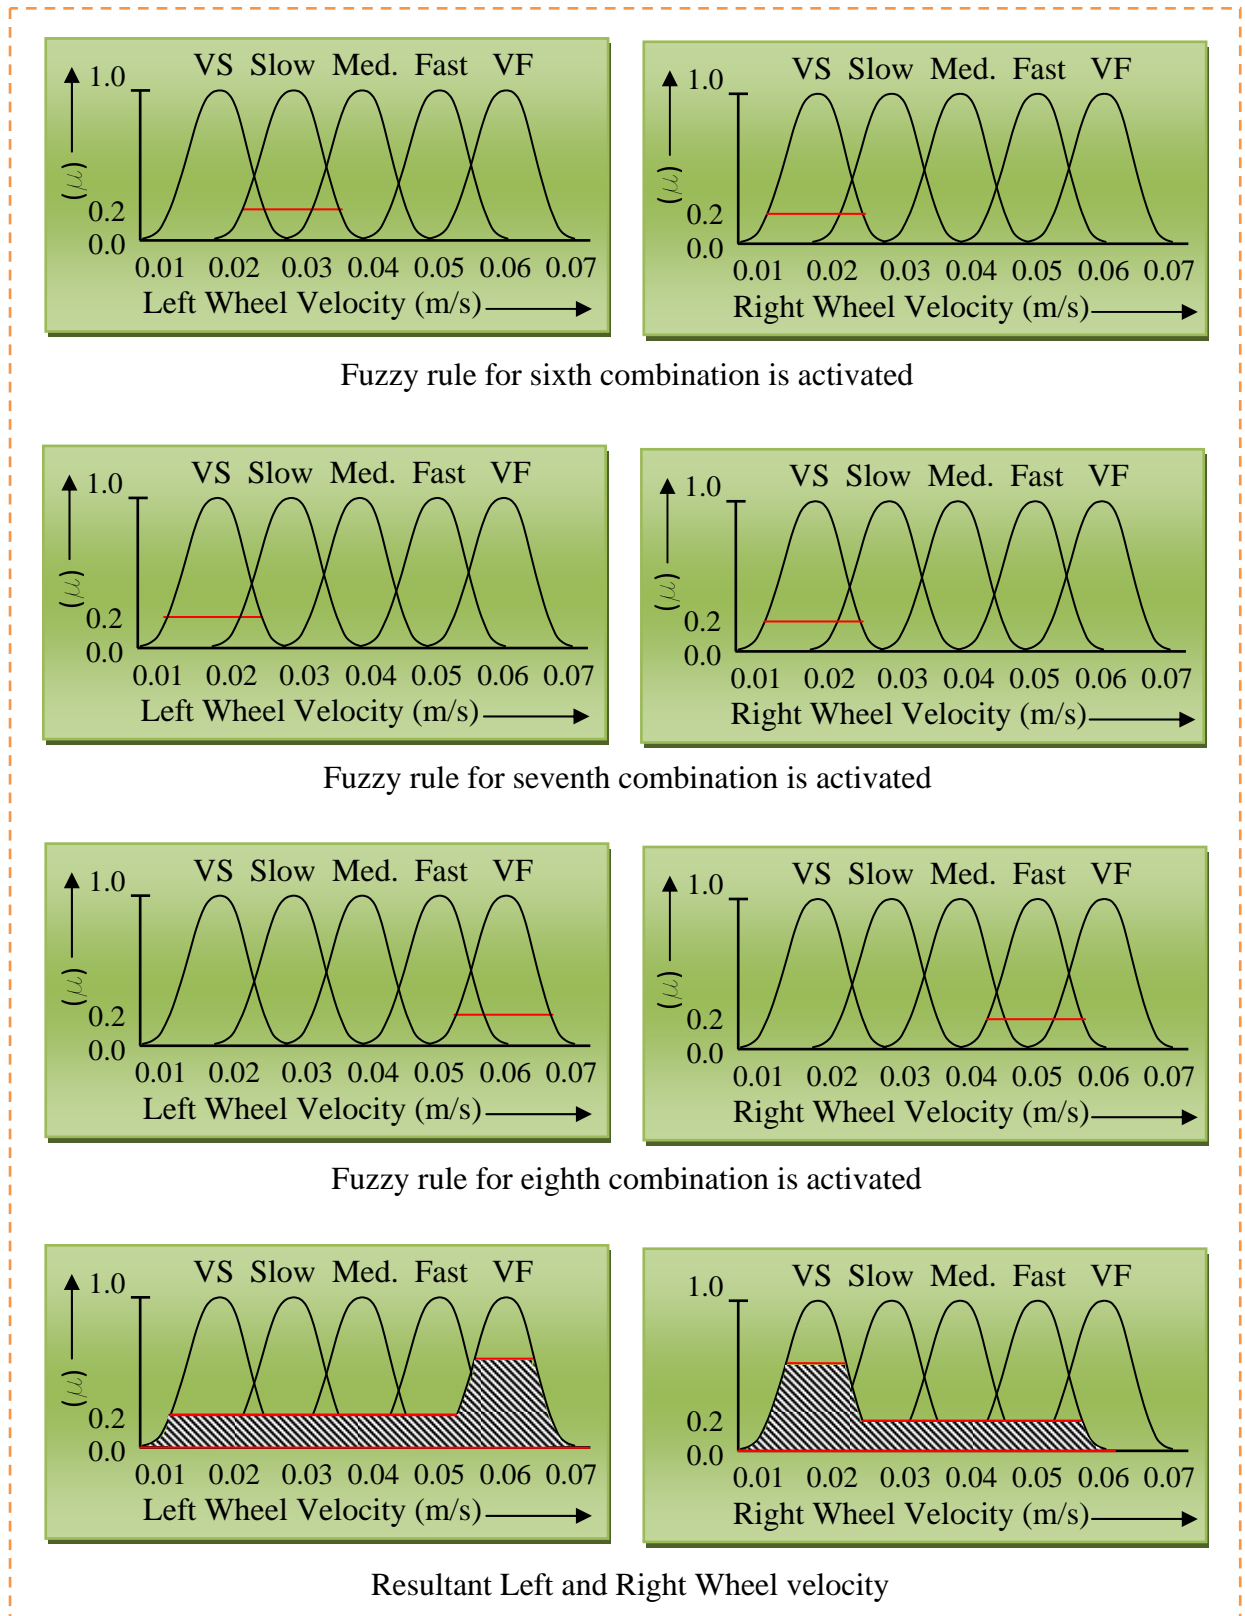 VS Slow Med. Fast VF
1.0
(μ)
0.2
0.0
0.01 0.02 0.03 0.04 0.05 0.06 0.07
Left Wheel Velocity (m/s)
VS Slow Med. Fast VF
1.0
(μ)
0.2
0.0
0.01 0.02 0.03 0.04 0.05 0.06 0.07
Right Wheel Velocity (m/s)
Fuzzy rule for sixth combination is activated
VS Slow Med. Fast VF
1.0
(μ)
0.2
0.0
0.01 0.02 0.03 0.04 0.05 0.06 0.07
Left Wheel Velocity (m/s)
VS Slow Med. Fast VF
1.0
(μ)
0.2
0.0
0.01 0.02 0.03 0.04 0.05 0.06 0.07
Right Wheel Velocity (m/s)
Fuzzy rule for seventh combination is activated
VS Slow Med. Fast VF
1.0
(μ)
0.2
0.0
0.01 0.02 0.03 0.04 0.05 0.06 0.07
Left Wheel Velocity (m/s)
VS Slow Med. Fast VF
1.0
(μ)
0.2
0.0
0.01 0.02 0.03 0.04 0.05 0.06 0.07
Right Wheel Velocity (m/s)
Fuzzy rule for eighth combination is activated
VS Slow Med. Fast VF
1.0
(μ)
0.2
0.0
0.01 0.02 0.03 0.04 0.05 0.06 0.07
Left Wheel Velocity (m/s)
VS Slow Med. Fast VF
1.0
(μ)
0.2
0.0
0.01 0.02 0.03 0.04 0.05 0.06 0.07
Right Wheel Velocity (m/s)
Resultant Left and Right Wheel velocity